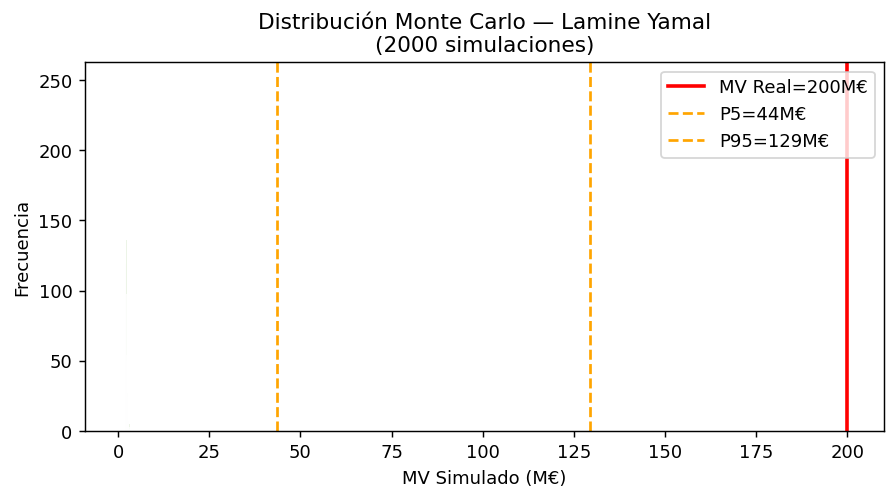 Distribución Monte Carlo — Lamine Yamal
(2000 simulaciones)
MV Real=200M€
P5=44M€
P95=129M€
Frecuencia
250
200
150
100
50
0
0 25 50 75 100 125 150 175 200
MV Simulado (M€)